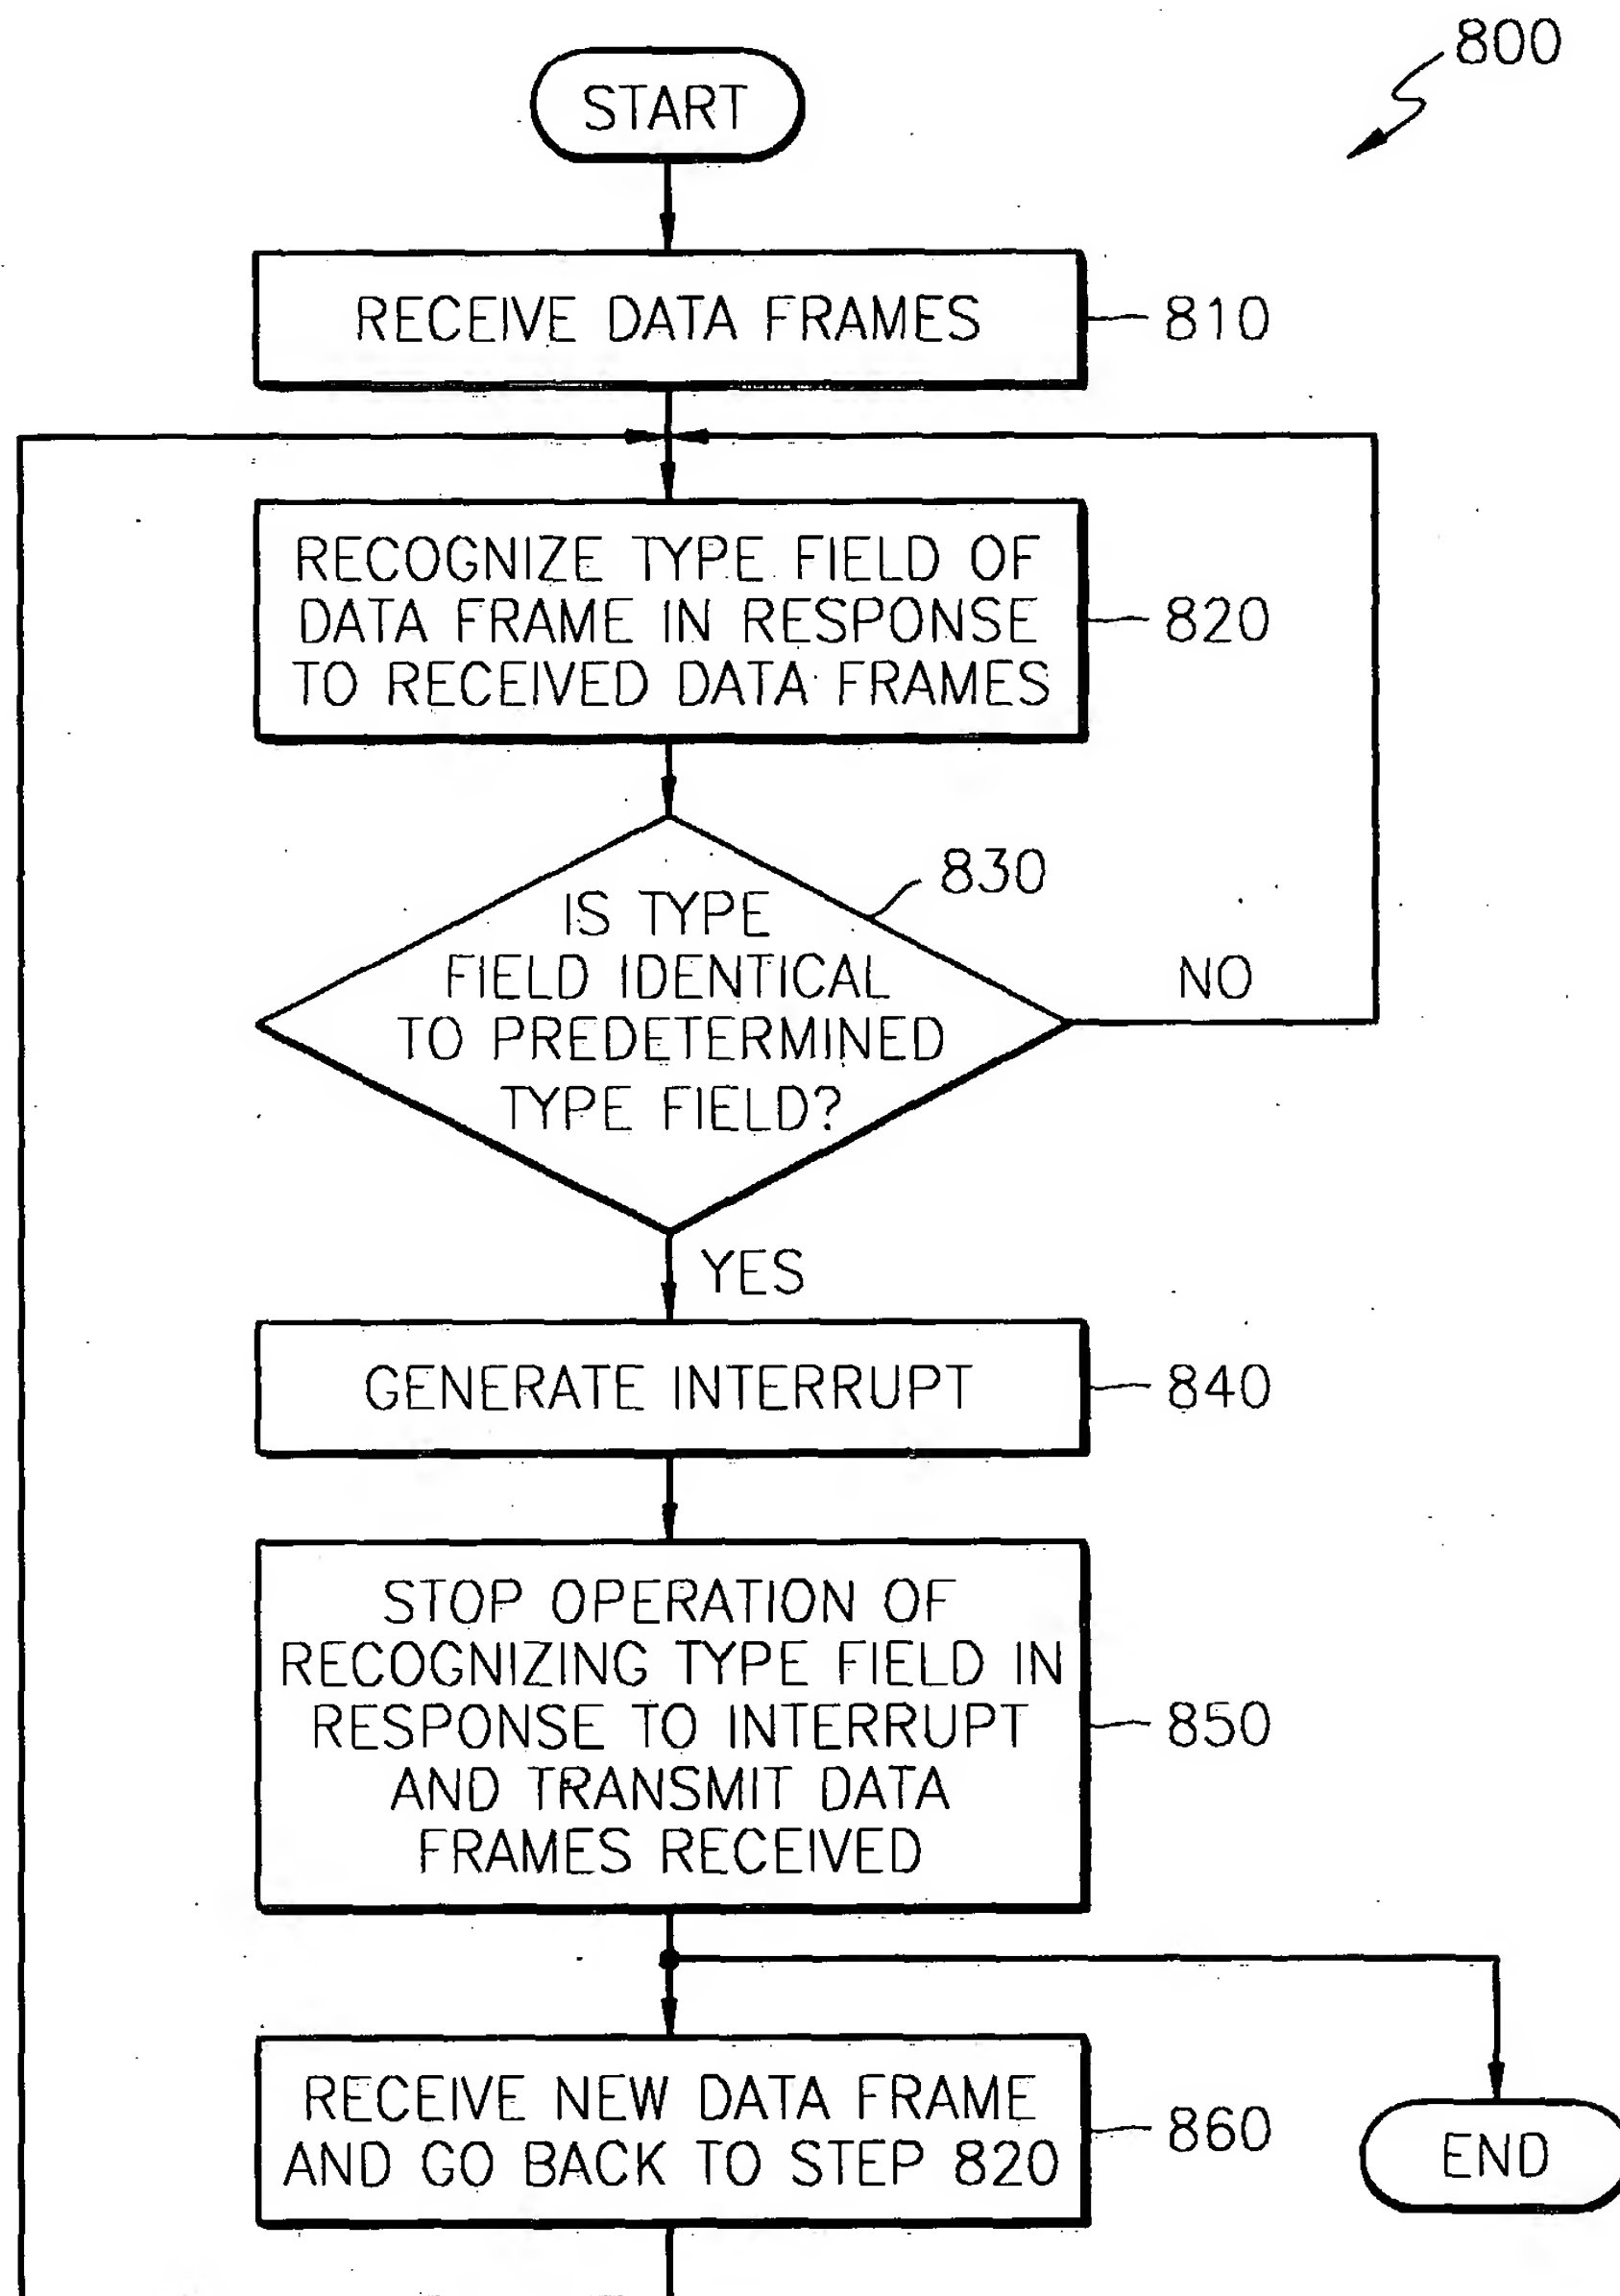 800
START
RECEIVE DATA FRAMES
810
RECOGNIZE TYPE FIELD OF
DATA FRAME IN RESPONSE
TO RECEIVED DATA FRAMES
820
830
IS TYPE
FIELD IDENTICAL
TO PREDETERMINED
TYPE FIELD?
NO
YES
GENERATE INTERRUPT
840
STOP OPERATION OF
RECOGNIZING TYPE FIELD IN
RESPONSE TO INTERRUPT
AND TRANSMIT DATA
FRAMES RECEIVED
850
RECEIVE NEW DATA FRAME
AND GO BACK TO STEP 820
860
END